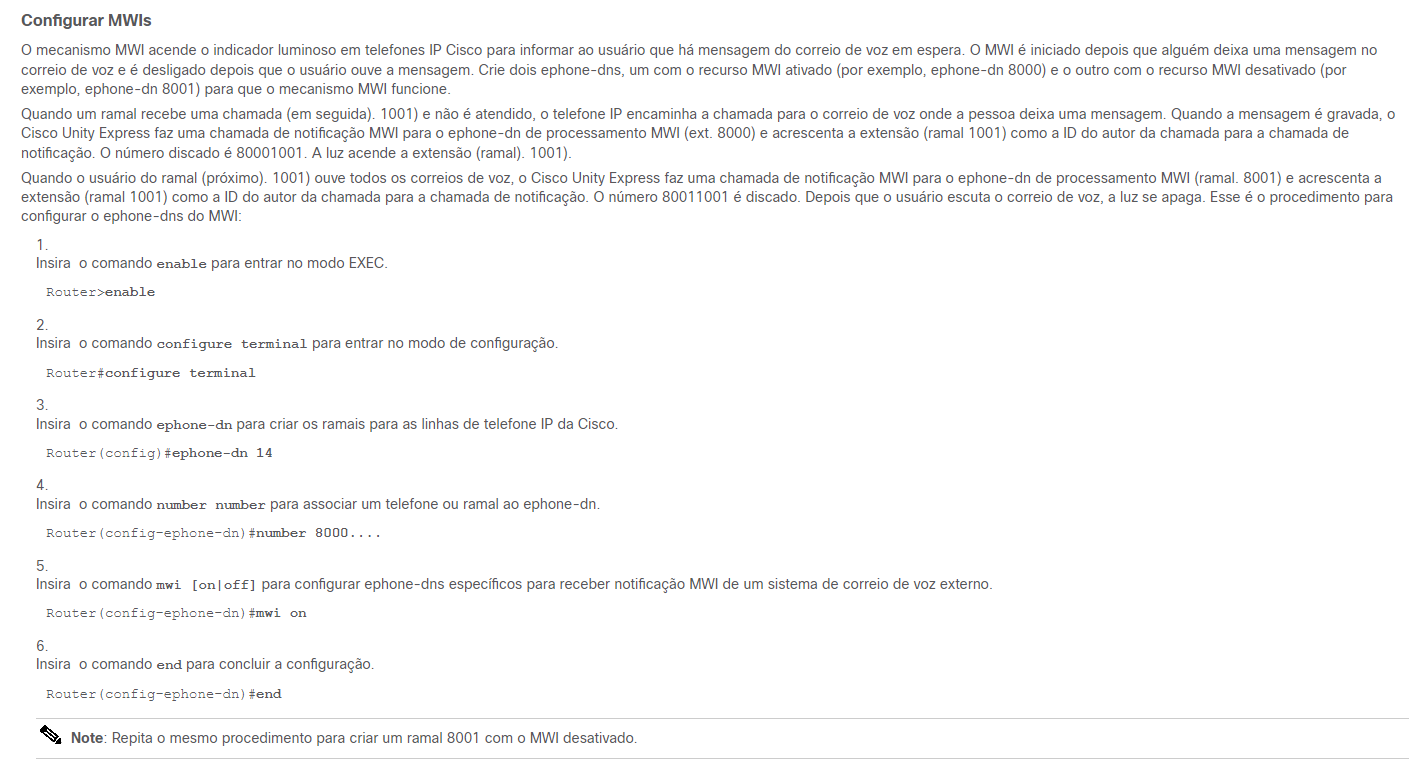 Configurar MWIs
O mecanismo MWI acende o indicador luminoso em telefones IP Cisco para informar ao usuário que há mensagem do correio de voz em espera. O MWI é iniciado depois que alguém deixa uma mensagem no
correio de voz e é desligado depois que o usuário ouve a mensagem. Crie dois ephone-dns, um com o recurso MWI ativado (por exemplo, ephone-dn 8000) e o outro com o recurso MWI desativado (por
exemplo, ephone-dn 8001) para que o mecanismo MWI funcione.
Quando um ramal recebe uma chamada (em seguida). 1001) e não é atendido, o telefone IP encaminha a chamada para o correio de voz onde a pessoa deixa uma mensagem. Quando a mensagem é gravada, o
Cisco Unity Express faz uma chamada de notificação MWI para o ephone-dn de processamento MWI (ext. 8000) e acrescenta a extensão (ramal 1001) como a ID do autor da chamada para a chamada de
notificação. O número discado é 80001001. A luz acende a extensão (ramal). 1001).
Quando o usuário do ramal (próximo). 1001) ouve todos os correios de voz, o Cisco Unity Express faz uma chamada de notificação MWI para o ephone-dn de processamento MWI (ramal. 8001) e acrescenta a
extensão (ramal 1001) como a ID do autor da chamada para a chamada de notificação. O número 80011001 é discado. Depois que o usuário escuta o correio de voz, a luz se apaga. Esse é o procedimento para
configurar o ephone-dns do MWI:
1.
Insira o comando enable para entrar no modo EXEC.
Router>enable
2.
Insira o comando configure terminal para entrar no modo de configuração.
Router#configure terminal
3.
Insira o comando ephone-dn para criar os ramais para as linhas de telefone IP da Cisco.
Router(config)#ephone-dn 14
4.
Insira o comando number number para associar um telefone ou ramal ao ephone-dn.
Router(config-ephone-dn)#number 8000....
5.
Insira o comando mwi [on|off] para configurar ephone-dns específicos para receber notificação MWI de um sistema de correio de voz externo.
Router(config-ephone-dn)#mwi on
6.
Insira o comando end para concluir a configuração.
Router(config-ephone-dn)#end
Note: Repita o mesmo procedimento para criar um ramal 8001 com o MWI desativado.